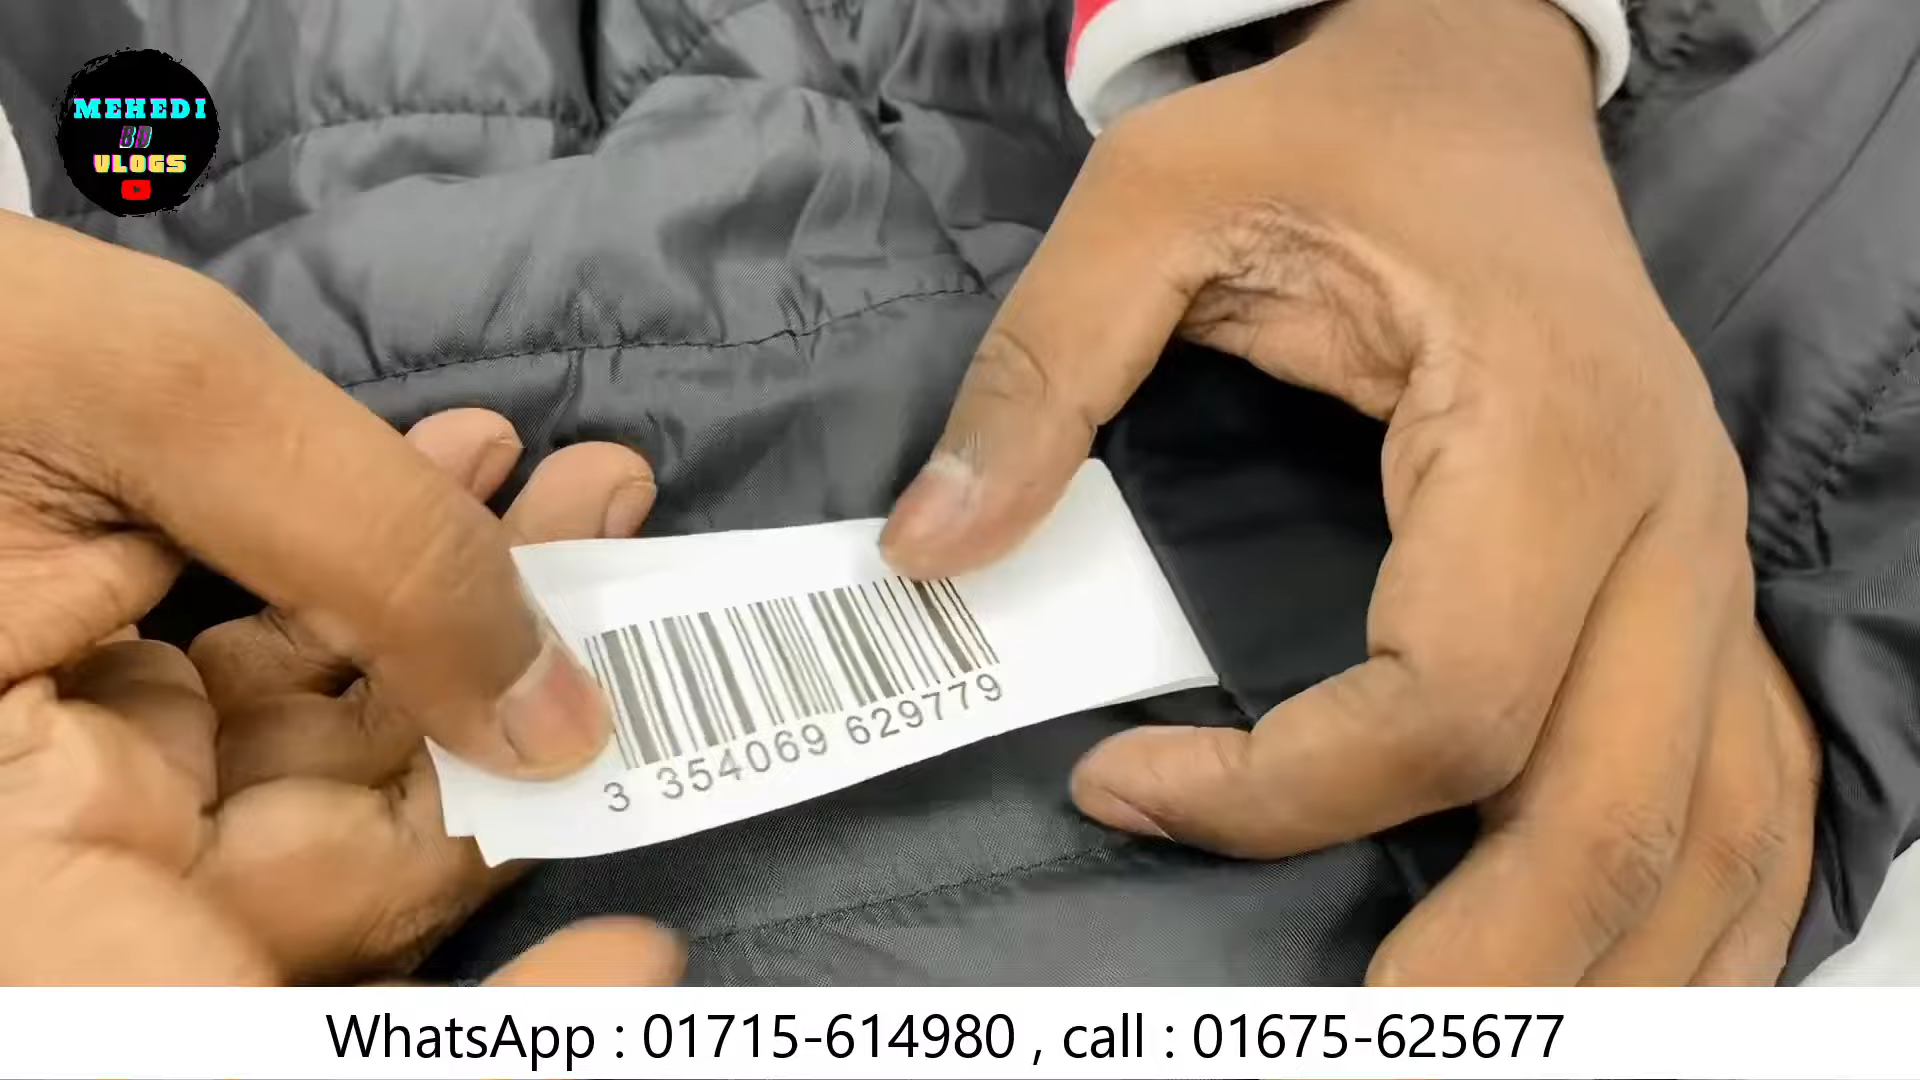 MEHEDI
BD
VLOGS
3 354069 629779
WhatsApp : 01715-614980 , call : 01675-625677